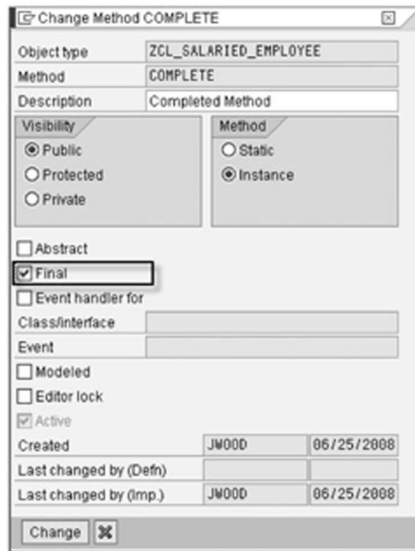 Change Method COMPLETE
Object type ZCL_SALARIED_EMPLOYEE
Method COMPLETE
Description Completed Method
Visibility Method
Public Static
Protected Instance
Private
Abstract
Final
Event handler for
Class/interface
Event
Modeled
Editor lock
Active
Created JWOOD 06/25/2008
Last changed by (Defn)
Last changed by (Imp.) JWOOD 06/25/2008
Change